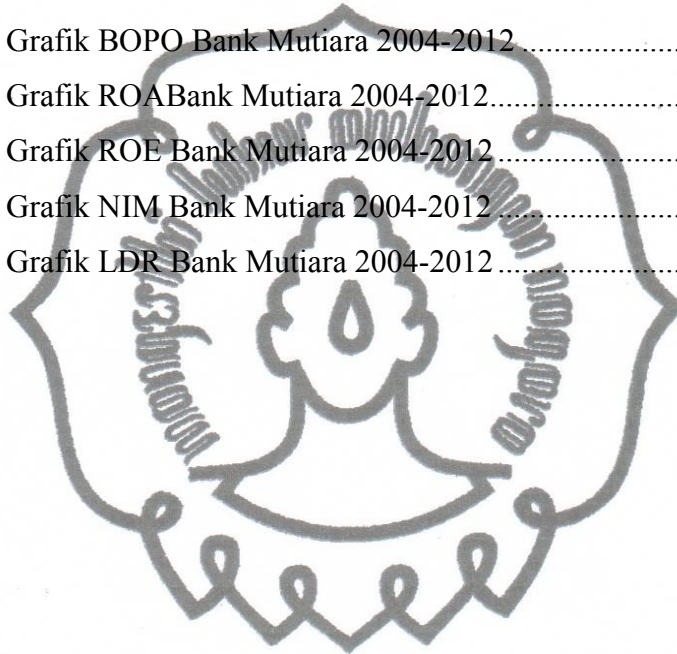 Grafik BOPO Bank Mutiara 2004-2012 ....................
Grafik ROABank Mutiara 2004-2012........................
Grafik ROE Bank Mutiara 2004-2012 .......................
Grafik NIM Bank Mutiara 2004-2012 .......................
Grafik LDR Bank Mutiara 2004-2012 .......................